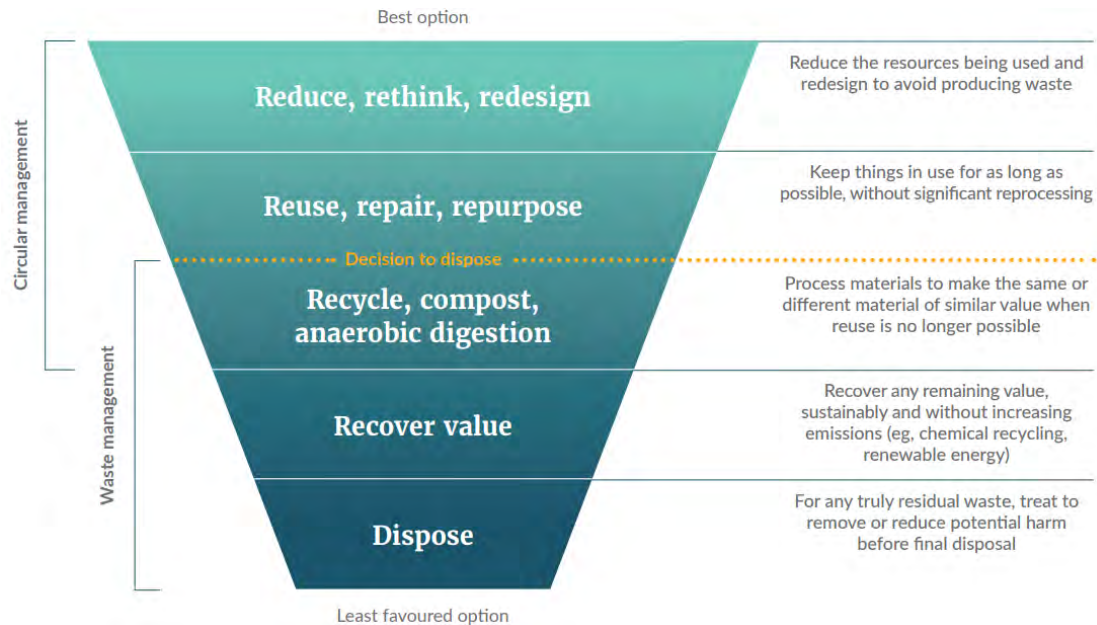 Best option
Circular management
Waste management
Reduce, rethink, redesign
Reduce the resources being used and
redesign to avoid producing waste
Reuse, repair, repurpose
Keep things in use for as long as
possible, without significant reprocessing
Decision to dispose
Recycle, compost,
anaerobic digestion
Process materials to make the same or
different material of similar value when
reuse is no longer possible
Recover value
Recover any remaining value,
sustainably and without increasing
emissions (eg, chemical recycling,
renewable energy)
Dispose
For any truly residual waste, treat to
remove or reduce potential harm
before final disposal
Least favoured option